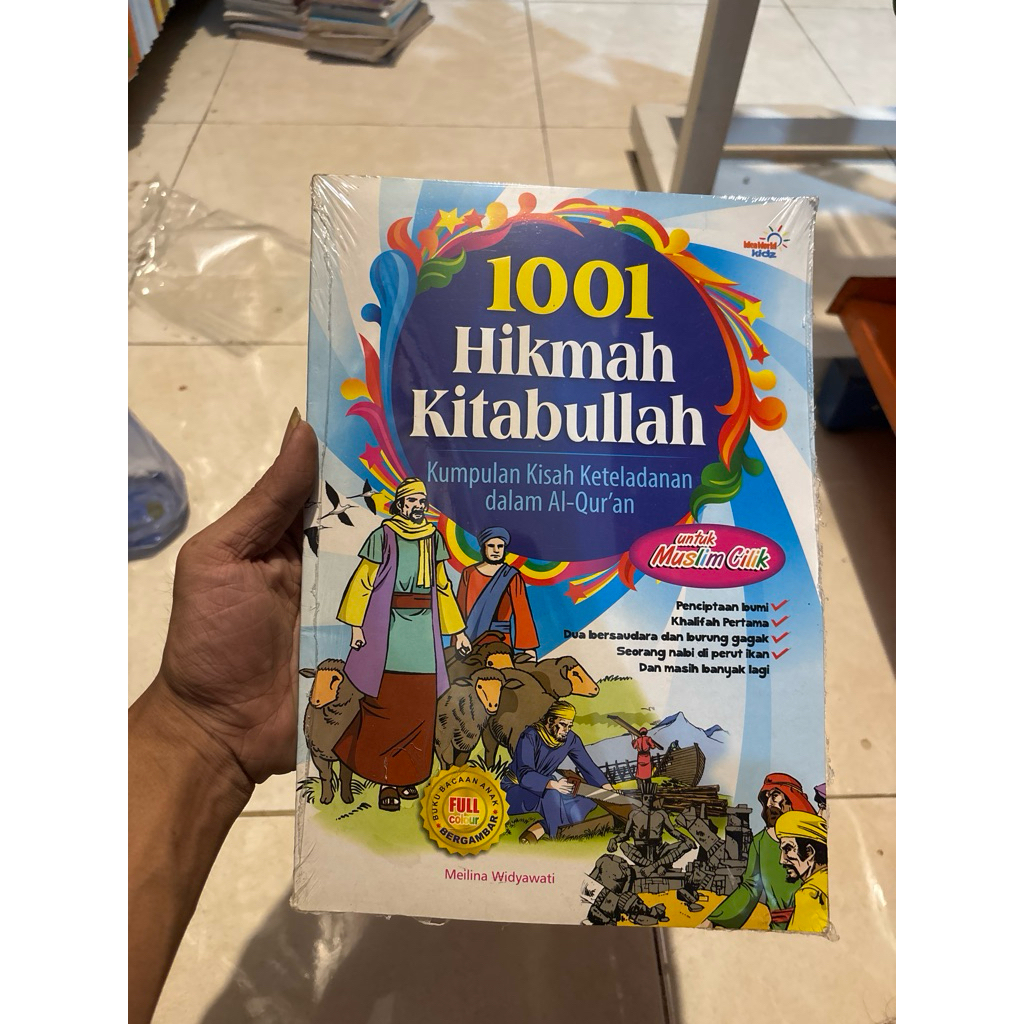 IdeaWorld
kidz
1001
Hikmah
Kitabullah
Kumpulan Kisah Keteladanan
dalam Al-Qur'an
untuk
Muslim Cilik
Penciptaan bumi
Khalifah Pertama
Dua bersaudara dan burung gagak
Seorang nabi di perut ikan
Dan masih banyak lagi
BUKU BACAAN ANAK
FULL
colour
BERGAMBAR
Meilina Widyawati